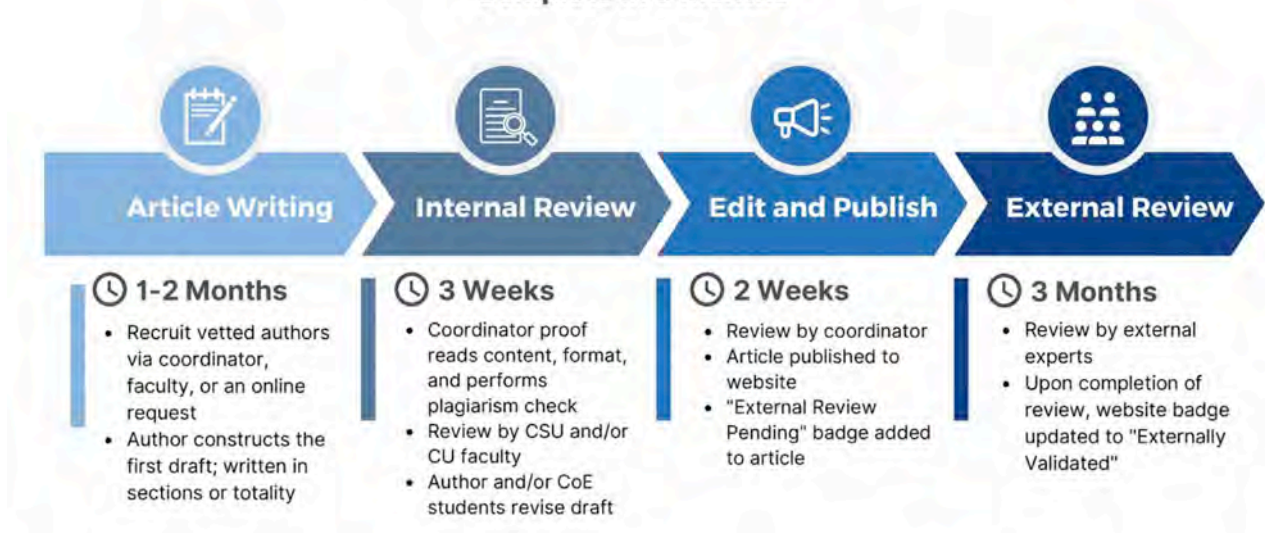 Article Writing
Internal Review
Edit and Publish
External Review
1-2 Months
• Recruit vetted authors
via coordinator,
faculty, or an online
request
• Author constructs the
first draft; written in
sections or totality
3 Weeks
• Coordinator proof
reads content, format,
and performs
plagiarism check
• Review by CSU and/or
CU faculty
• Author and/or CoE
students revise draft
2 Weeks
• Review by coordinator
• Article published to
website
• "External Review
Pending" badge added
to article
3 Months
• Review by external
experts
• Upon completion of
review, website badge
updated to "Externally
Validated"